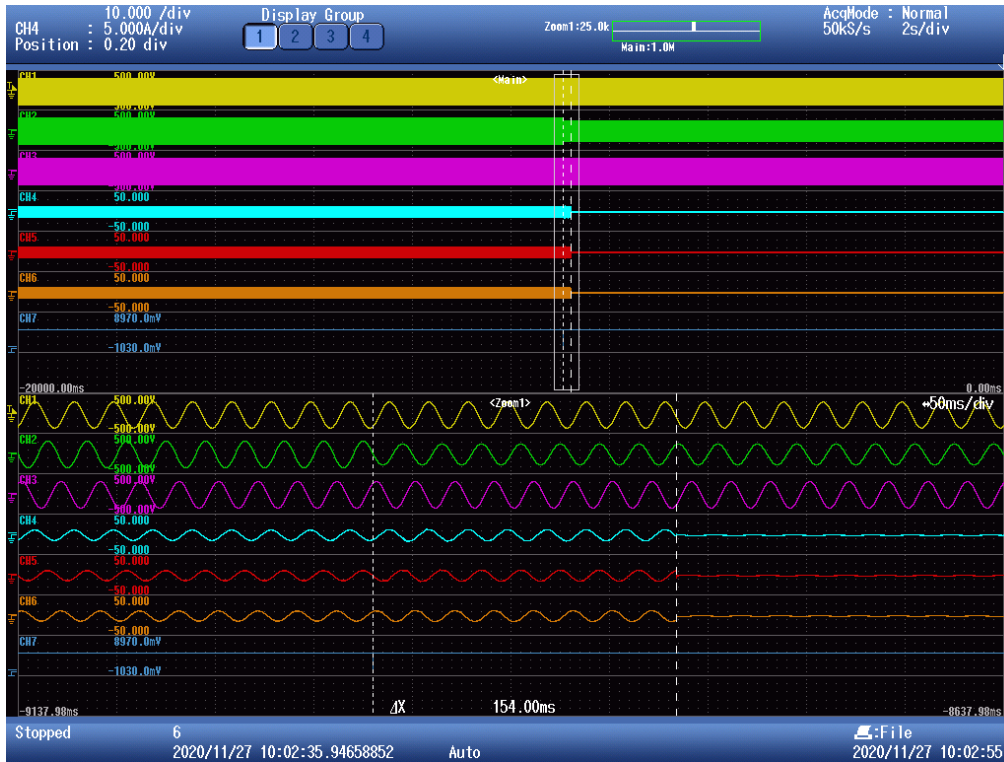 10.000 /div
CH4 : 5.000A/div
Position : 0.20 div
Display Group
1 2 3 4
Zoom1:25.0k
Main:1.0M
AcqMode : Normal
50kS/s 2s/div
CH1 500.00V
<Main>
-500.00V
CH2 500.00V
-500.00V
CH3 500.00V
-500.00V
CH4 50.000
-50.000
CH5 50.000
-50.000
CH6 50.000
-50.000
CH7 8970.0mV
-1030.0mV
-20000.00ms 0.00ms
CH1 500.00V
<Zoom1>
50ms/div
-500.00V
CH2 500.00V
-500.00V
CH3 500.00V
-500.00V
CH4 50.000
-50.000
CH5 50.000
-50.000
CH6 50.000
-50.000
CH7 8970.0mV
-1030.0mV
⊿X 154.00ms
-9137.98ms -8637.98ms
Stopped 6
:File
2020/11/27 10:02:35.94658852 Auto 2020/11/27 10:02:55